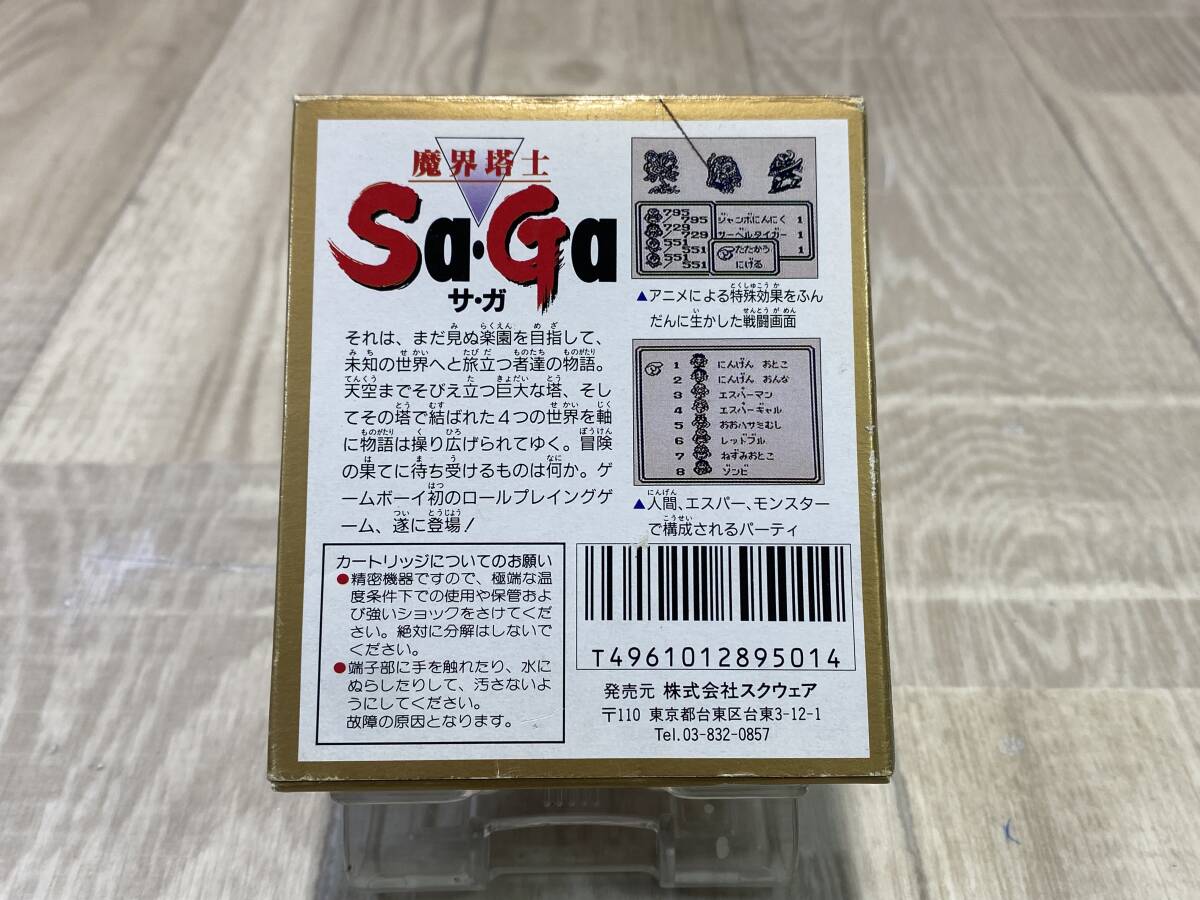 魔界塔士
Sa・Ga
サ・ガ
それは、まだ見ぬ楽園を目指して、
未知の世界へと旅立つ者達の物語。
天空までそびえ立つ巨大な塔、そし
てその塔で結ばれた4つの世界を軸
に物語は操り広げられてゆく。冒険
の果てに待ち受けるものは何か。ゲ
ームボーイ初のロールプレイングゲ
ーム、遂に登場!
795
/795
729
/729
551
/551
551
/551
ジャンボにんにく 1
サーベルタイガー 1
1
たたかう
にげる
▲アニメによる特殊効果をふん
だんに生かした戦闘画面
1 にんげん おとこ
2 にんげん おんな
3 エスパーマン
4 エスパーギャル
5 おおハサミむし
6 レッドブル
7 ねずみおとこ
8 ゾンビ
▲人間、エスパー、モンスター
で構成されるパーティ
カートリッジについてのお願い
●精密機器ですので、極端な温
度条件下での使用や保管およ
び強いショックをさけてくだ
さい。絶対に分解はしないで
ください。
●端子部に手を触れたり、水に
ぬらしたりして、汚さないよ
うにしてください。
故障の原因となります。
T4961012895014
発売元 株式会社スクウェア
〒110 東京都台東区台東3-12-1
Tel.03-832-0857